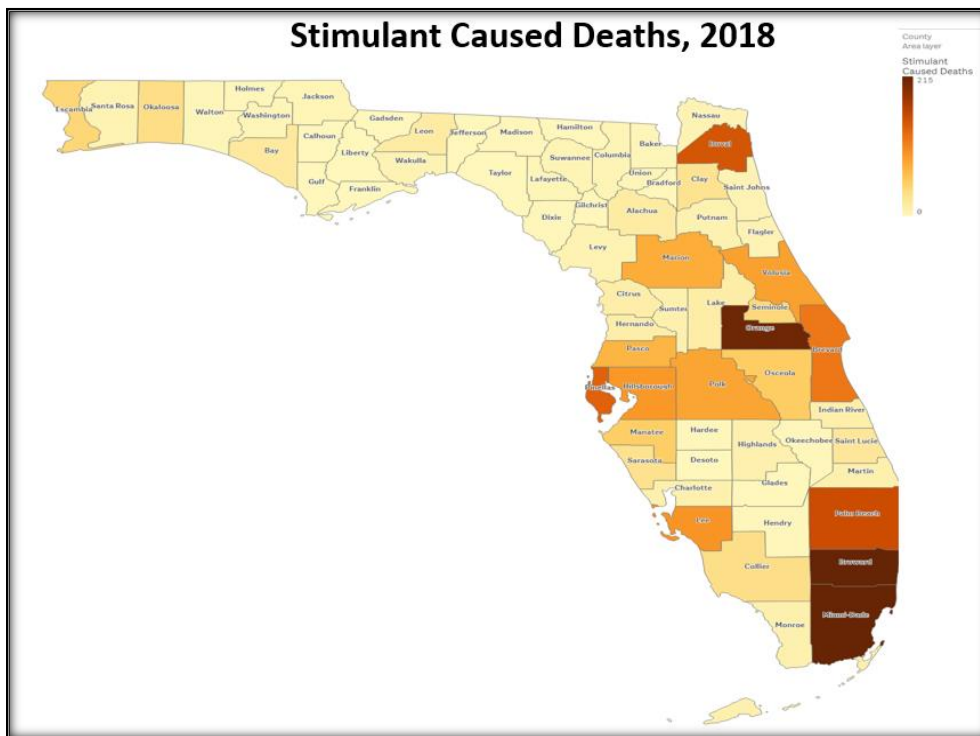 Stimulant Caused Deaths, 2018
County
Area layer
Stimulant
Caused Deaths
215
0
Escambia
Santa Rosa
Okaloosa
Walton
Holmes
Washington
Jackson
Bay
Calhoun
Gulf
Liberty
Franklin
Gadsden
Leon
Wakulla
Jefferson
Madison
Taylor
Hamilton
Suwannee
Lafayette
Dixie
Columbia
Gilchrist
Baker
Union
Bradford
Nassau
Duval
Clay
Saint Johns
Alachua
Putnam
Flagler
Levy
Marion
Volusia
Citrus
Sumter
Lake
Seminole
Orange
Hernando
Pasco
Brevard
Pinellas
Hillsborough
Polk
Osceola
Indian River
Manatee
Hardee
Highlands
Okeechobee
Saint Lucie
Sarasota
Desoto
Martin
Charlotte
Glades
Lee
Hendry
Palm Beach
Collier
Broward
Monroe
Miami-Dade